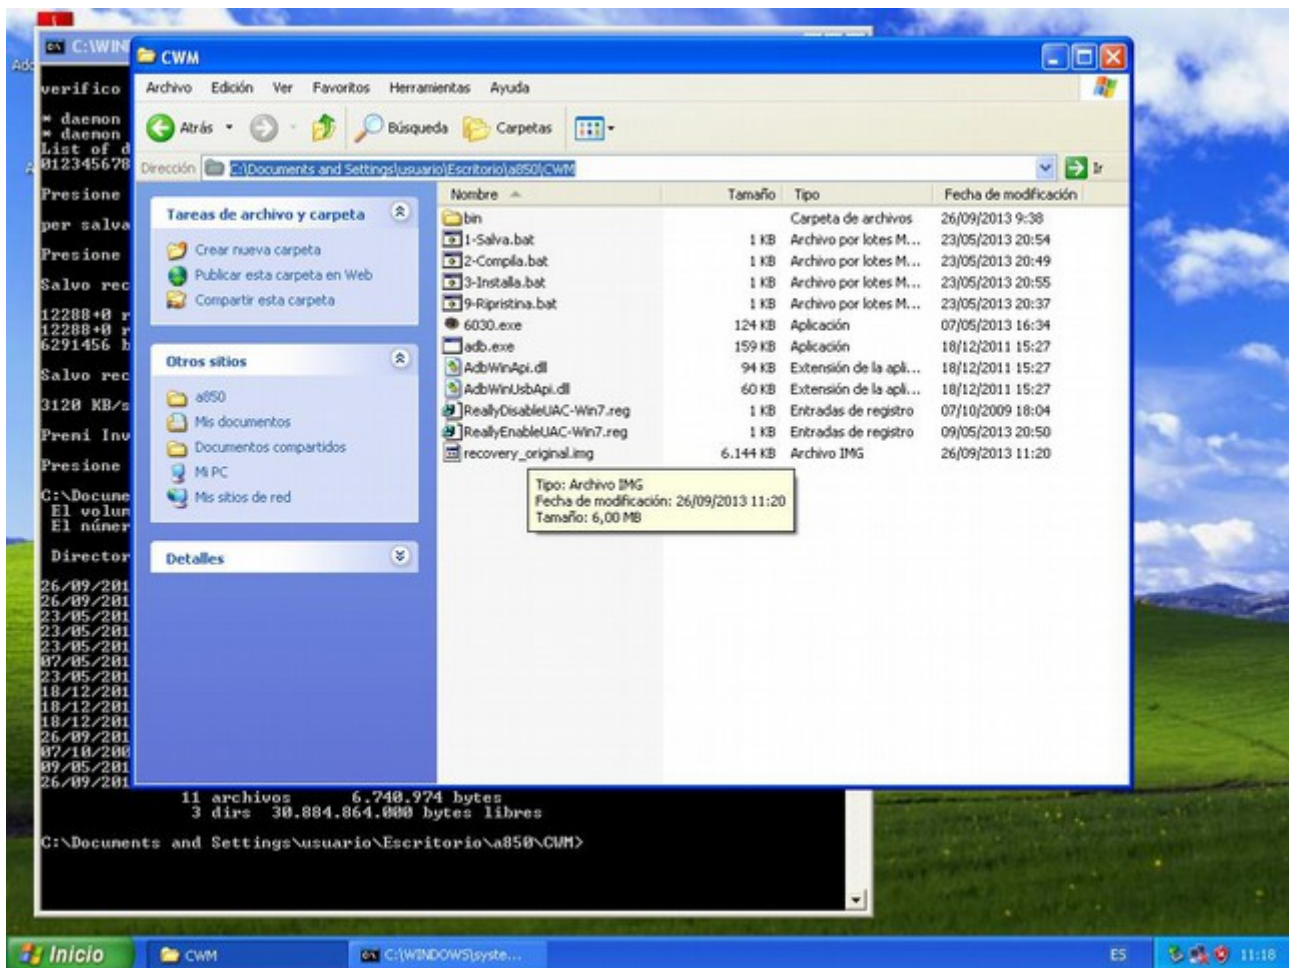 C:\WIN
CWM
Archivo Edición Ver Favoritos Herramientas Ayuda
Atrás Búsqueda Carpetas
Dirección C:\Documents and Settings\usuario\Escritorio\a850\CWM Ir
Tareas de archivo y carpeta
Crear nueva carpeta
Publicar esta carpeta en Web
Compartir esta carpeta
Otros sitios
a850
Mis documentos
Documentos compartidos
Mi PC
Mis sitios de red
Detalles
Nombre Tamaño Tipo Fecha de modificación
bin Carpeta de archivos 26/09/2013 9:38
1-Salva.bat 1 KB Archivo por lotes M... 23/05/2013 20:54
2-Compila.bat 1 KB Archivo por lotes M... 23/05/2013 20:49
3-Installa.bat 1 KB Archivo por lotes M... 23/05/2013 20:55
9-Ripristina.bat 1 KB Archivo por lotes M... 23/05/2013 20:37
6030.exe 124 KB Aplicación 07/05/2013 16:34
adb.exe 159 KB Aplicación 18/12/2011 15:27
AdbWinApi.dll 94 KB Extensión de la apli... 18/12/2011 15:27
AdbWinUsbApi.dll 60 KB Extensión de la apli... 18/12/2011 15:27
ReallyDisableUAC-Win7.reg 1 KB Entradas de registro 07/10/2009 18:04
ReallyEnableUAC-Win7.reg 1 KB Entradas de registro 09/05/2013 20:50
recovery_original.img 6.144 KB Archivo IMG 26/09/2013 11:20
Tipo: Archivo IMG
Fecha de modificación: 26/09/2013 11:20
Tamaño: 6,00 MB
verifico
* daemon
* daemon
List of d
012345678
Presione
per salva
Presione
Salvo rec
12288+0 r
12288+0 r
6291456 b
Salvo rec
3120 KB/s
Premi Inv
Presione
C:\Docume
El volum
El númer
Director
26/09/201
26/09/201
23/05/201
23/05/201
23/05/201
07/05/201
23/05/201
18/12/201
18/12/201
18/12/201
26/09/201
07/10/200
09/05/201
26/09/201
11 archivos 6.740.974 bytes
3 dirs 30.884.864.000 bytes libres
C:\Documents and Settings\usuario\Escritorio\a850\CWM>
Inicio CWM C:\WINDOWS\syste... ES 11:18